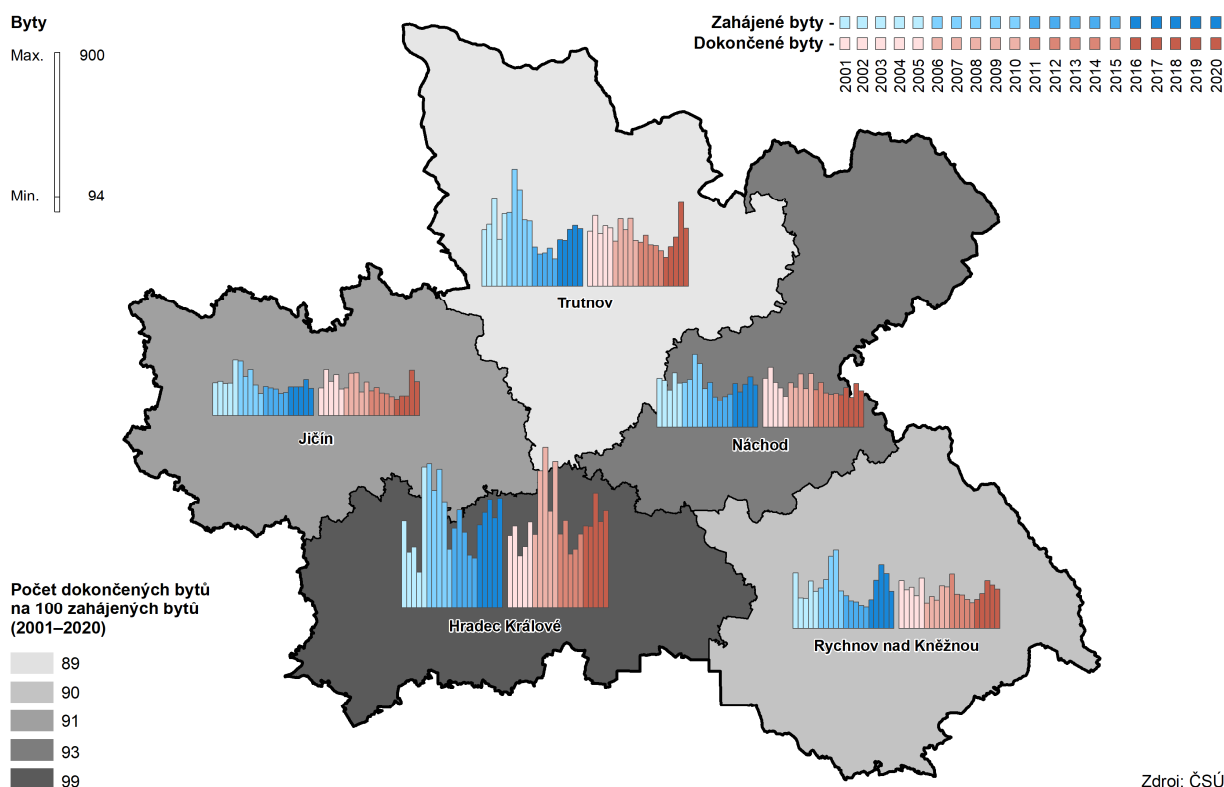 Byty
Max. 900
Min. 94
Zahájené byty -
Dokončené byty -
2001 2002 2003 2004 2005 2006 2007 2008 2009 2010 2011 2012 2013 2014 2015 2016 2017 2018 2019 2020
Trutnov
Jičín
Náchod
Hradec Králové
Rychnov nad Kněžnou
Počet dokončených bytů
na 100 zahájených bytů
(2001–2020)
89
90
91
93
99
Zdroj: ČSÚ